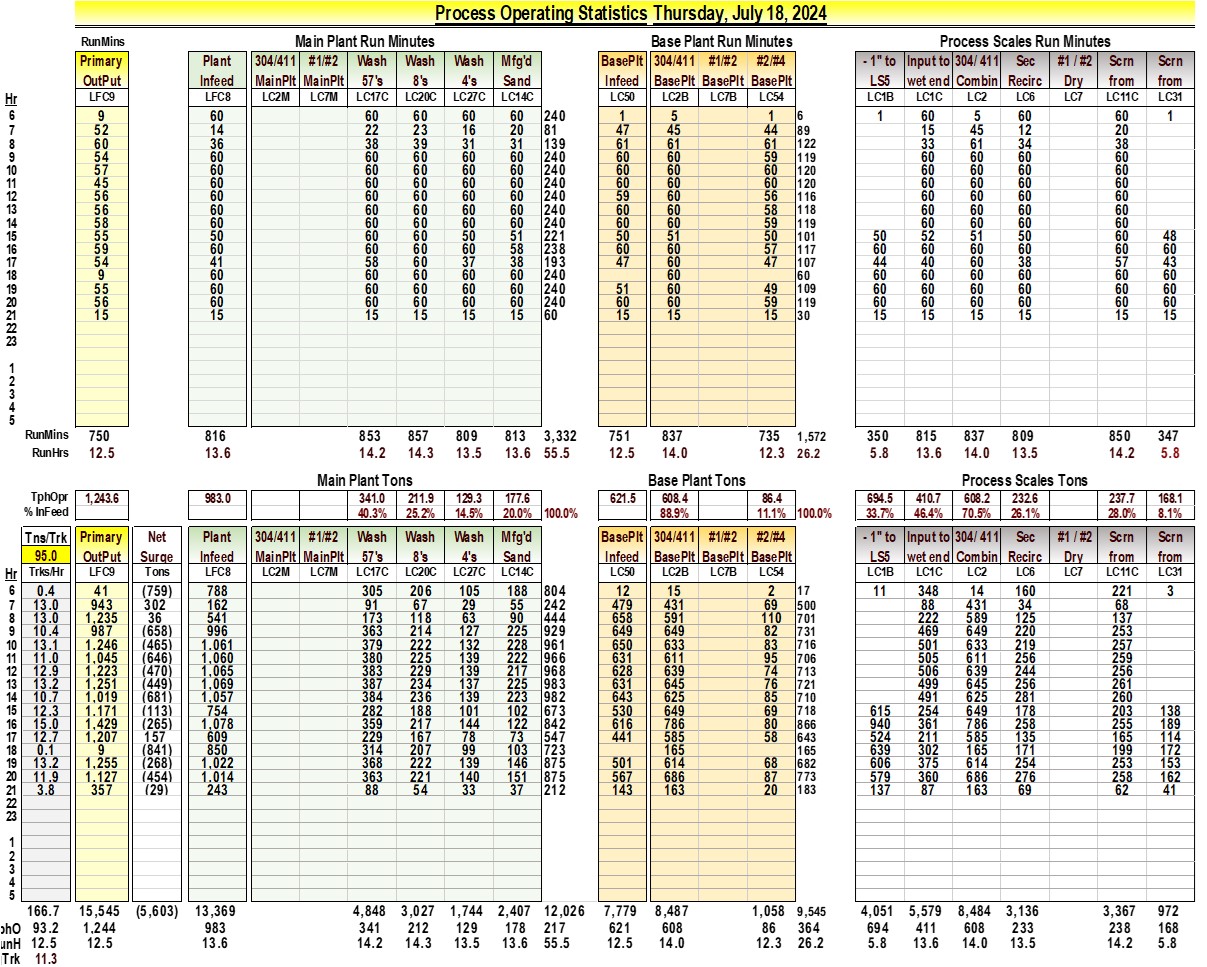 Process Operating Statistics Thursday, July 18, 2024
RunMins Main Plant Run Minutes Base Plant Run Minutes Process Scales Run Minutes
Primary Plant 304/411 #1/#2 Wash Wash Wash Mfg'd BasePlt 304/411 #1/#2 #2/#4 - 1" to Input to 304/ 411 Sec #1 / #2 Scrn Scrn
OutPut Infeed MainPlt MainPlt 57's 8's 4's Sand Infeed BasePlt BasePlt BasePlt LS5 wet end Combin Recirc Dry from from
Hr LFC9 LFC8 LC2M LC7M LC17C LC20C LC27C LC14C LC50 LC2B LC7B LC54 LC1B LC1C LC2 LC6 LC7 LC11C LC31
6 9 60 60 60 60 60 240 1 5 1 6 1 60 5 60 60 1
7 52 14 22 23 16 20 81 47 45 44 89 15 45 12 20
8 60 36 38 39 31 31 139 61 61 61 122 33 61 34 38
9 54 60 60 60 60 60 240 60 60 59 119 60 60 60 60
10 57 60 60 60 60 60 240 60 60 60 120 60 60 60 60
11 45 60 60 60 60 60 240 60 60 60 120 60 60 60 60
12 56 60 60 60 60 60 240 59 60 56 116 60 60 60 60
13 56 60 60 60 60 60 240 60 60 58 118 60 60 60 60
14 58 60 60 60 60 60 240 60 60 59 119 60 60 60 60
15 55 50 60 60 50 51 221 50 51 50 101 50 52 51 50 60 48
16 59 60 60 60 60 58 238 60 60 57 117 60 60 60 60 60 60
17 54 41 58 60 37 38 193 47 60 47 107 44 40 60 38 57 43
18 9 60 60 60 60 60 240 60 60 60 60 60 60 60 60
19 55 60 60 60 60 60 240 51 60 49 109 60 60 60 60 60 60
20 56 60 60 60 60 60 240 60 60 59 119 60 60 60 60 60 60
21 15 15 15 15 15 15 60 15 15 15 30 15 15 15 15 15 15
22
23
1
2
3
4
5
RunMins 750 816 853 857 809 813 3,332 751 837 735 1,572 350 815 837 809 850 347
RunHrs 12.5 13.6 14.2 14.3 13.5 13.6 55.5 12.5 14.0 12.3 26.2 5.8 13.6 14.0 13.5 14.2 5.8
Main Plant Tons Base Plant Tons Process Scales Tons
TphOpr 1,243.6 983.0 341.0 211.9 129.3 177.6 621.5 608.4 86.4 694.5 410.7 608.2 232.6 237.7 168.1
% InFeed 40.3% 25.2% 14.5% 20.0% 100.0% 88.9% 11.1% 100.0% 33.7% 46.4% 70.5% 26.1% 28.0% 8.1%
Tns/Trk Primary Net Plant 304/411 #1/#2 Wash Wash Wash Mfg'd BasePlt 304/411 #1/#2 #2/#4 - 1" to Input to 304/ 411 Sec #1 / #2 Scrn Scrn
95.0 OutPut Surge Infeed MainPlt MainPlt 57's 8's 4's Sand Infeed BasePlt BasePlt BasePlt LS5 wet end Combin Recirc Dry from from
Hr Trks/Hr LFC9 Tons LFC8 LC2M LC7M LC17C LC20C LC27C LC14C LC50 LC2B LC7B LC54 LC1B LC1C LC2 LC6 LC7 LC11C LC31
6 0.4 41 (759) 788 305 206 105 188 804 12 15 2 17 11 348 14 160 221 3
7 13.0 943 302 162 91 67 29 55 242 479 431 69 500 88 431 34 68
8 13.0 1,235 36 541 173 118 63 90 444 658 591 110 701 222 589 125 137
9 10.4 987 (658) 996 363 214 127 225 929 649 649 82 731 469 649 220 253
10 13.1 1,246 (465) 1,061 379 222 132 228 961 650 633 83 716 501 633 219 257
11 11.0 1,045 (646) 1,060 380 225 139 222 966 631 611 95 706 505 611 256 259
12 12.9 1,223 (470) 1,065 383 229 139 217 968 628 639 74 713 506 639 244 256
13 13.2 1,251 (449) 1,069 387 234 137 225 983 631 645 76 721 499 645 256 261
14 10.7 1,019 (681) 1,057 384 236 139 223 982 643 625 85 710 491 625 281 260
15 12.3 1,171 (113) 754 282 188 101 102 673 530 649 69 718 615 254 649 178 203 138
16 15.0 1,429 (265) 1,078 359 217 144 122 842 616 786 80 866 940 361 786 258 255 189
17 12.7 1,207 157 609 229 167 78 73 547 441 585 58 643 524 211 585 135 165 114
18 0.1 9 (841) 850 314 207 99 103 723 165 165 639 302 165 171 199 172
19 13.2 1,255 (268) 1,022 368 222 139 146 875 501 614 68 682 606 375 614 254 253 153
20 11.9 1,127 (454) 1,014 363 221 140 151 875 567 686 87 773 579 360 686 276 258 162
21 3.8 357 (29) 243 88 54 33 37 212 143 163 20 183 137 87 163 69 62 41
22
23
1
2
3
4
5
166.7 15,545 (5,603) 13,369 4,848 3,027 1,744 2,407 12,026 7,779 8,487 1,058 9,545 4,051 5,579 8,484 3,136 3,367 972
phO 93.2 1,244 983 341 212 129 178 217 621 608 86 364 694 411 608 233 238 168
unH 12.5 12.5 13.6 14.2 14.3 13.5 13.6 55.5 12.5 14.0 12.3 26.2 5.8 13.6 14.0 13.5 14.2 5.8
Trk 11.3